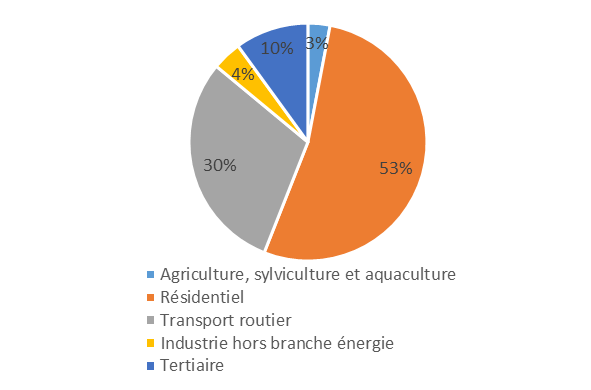 10%
3%
4%
30%
53%
Agriculture, sylviculture et aquaculture
Résidentiel
Transport routier
Industrie hors branche énergie
Tertiaire